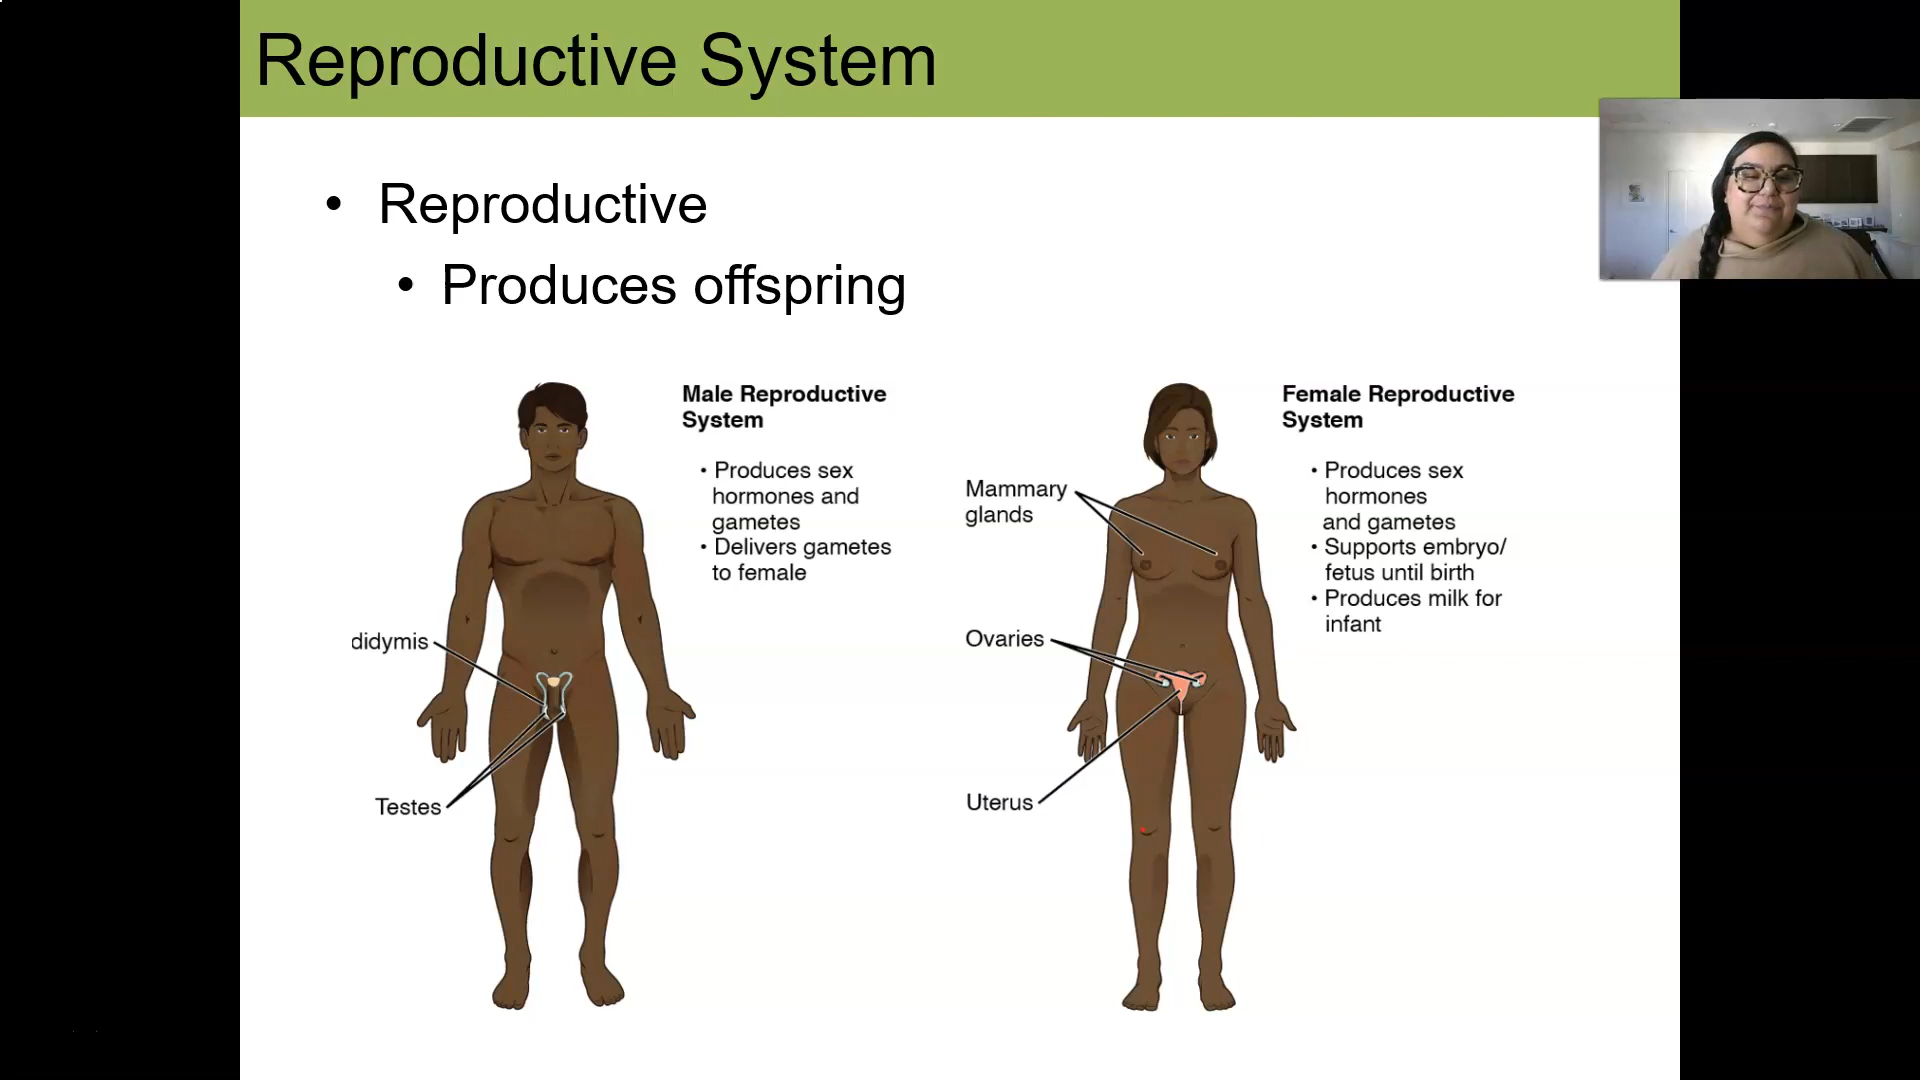 Reproductive System
• Reproductive
• Produces offspring
Male Reproductive
System
• Produces sex
hormones and
gametes
• Delivers gametes
to female
didymis
Testes
Female Reproductive
System
• Produces sex
hormones
and gametes
• Supports embryo/
fetus until birth
• Produces milk for
infant
Mammary
glands
Ovaries
Uterus